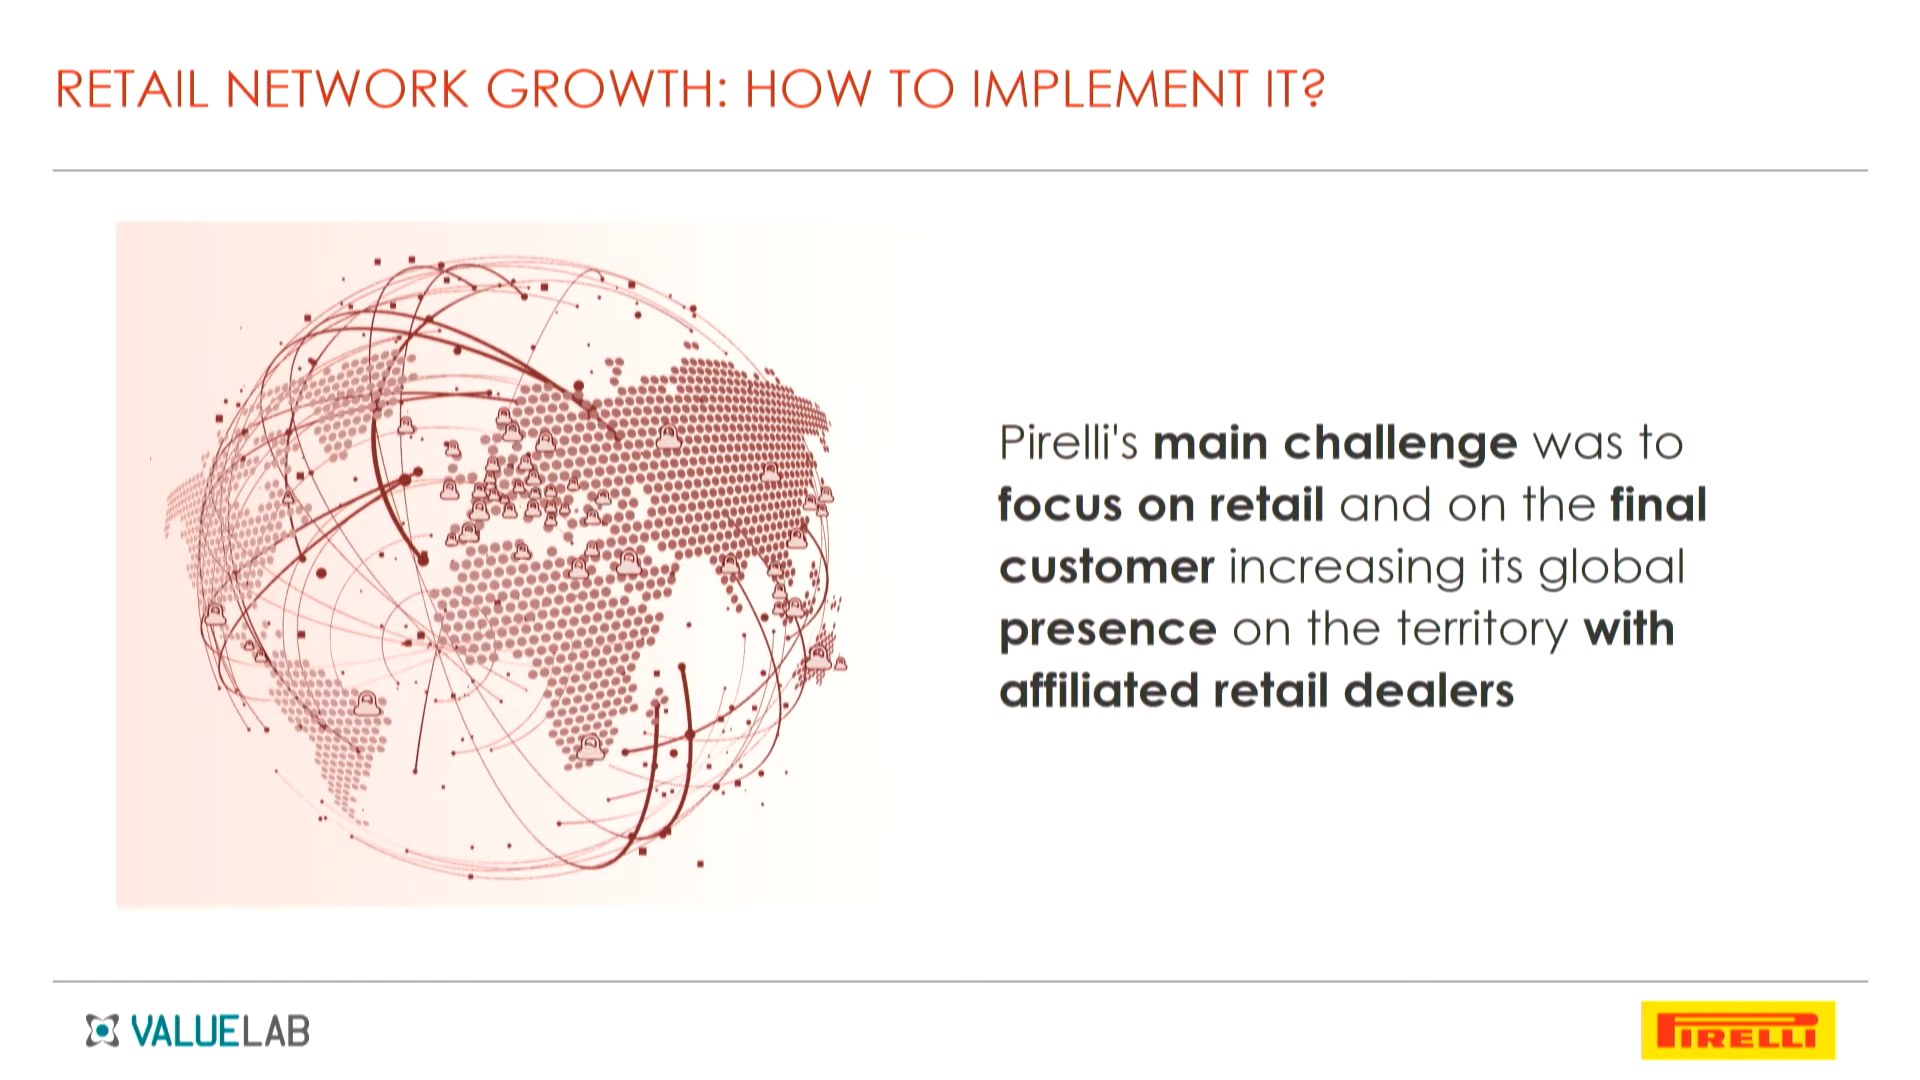 RETAIL NETWORK GROWTH: HOW TO IMPLEMENT IT?
Pirelli's main challenge was to
focus on retail and on the final
customer increasing its global
presence on the territory with
affiliated retail dealers
VALUELAB
PIRELLI